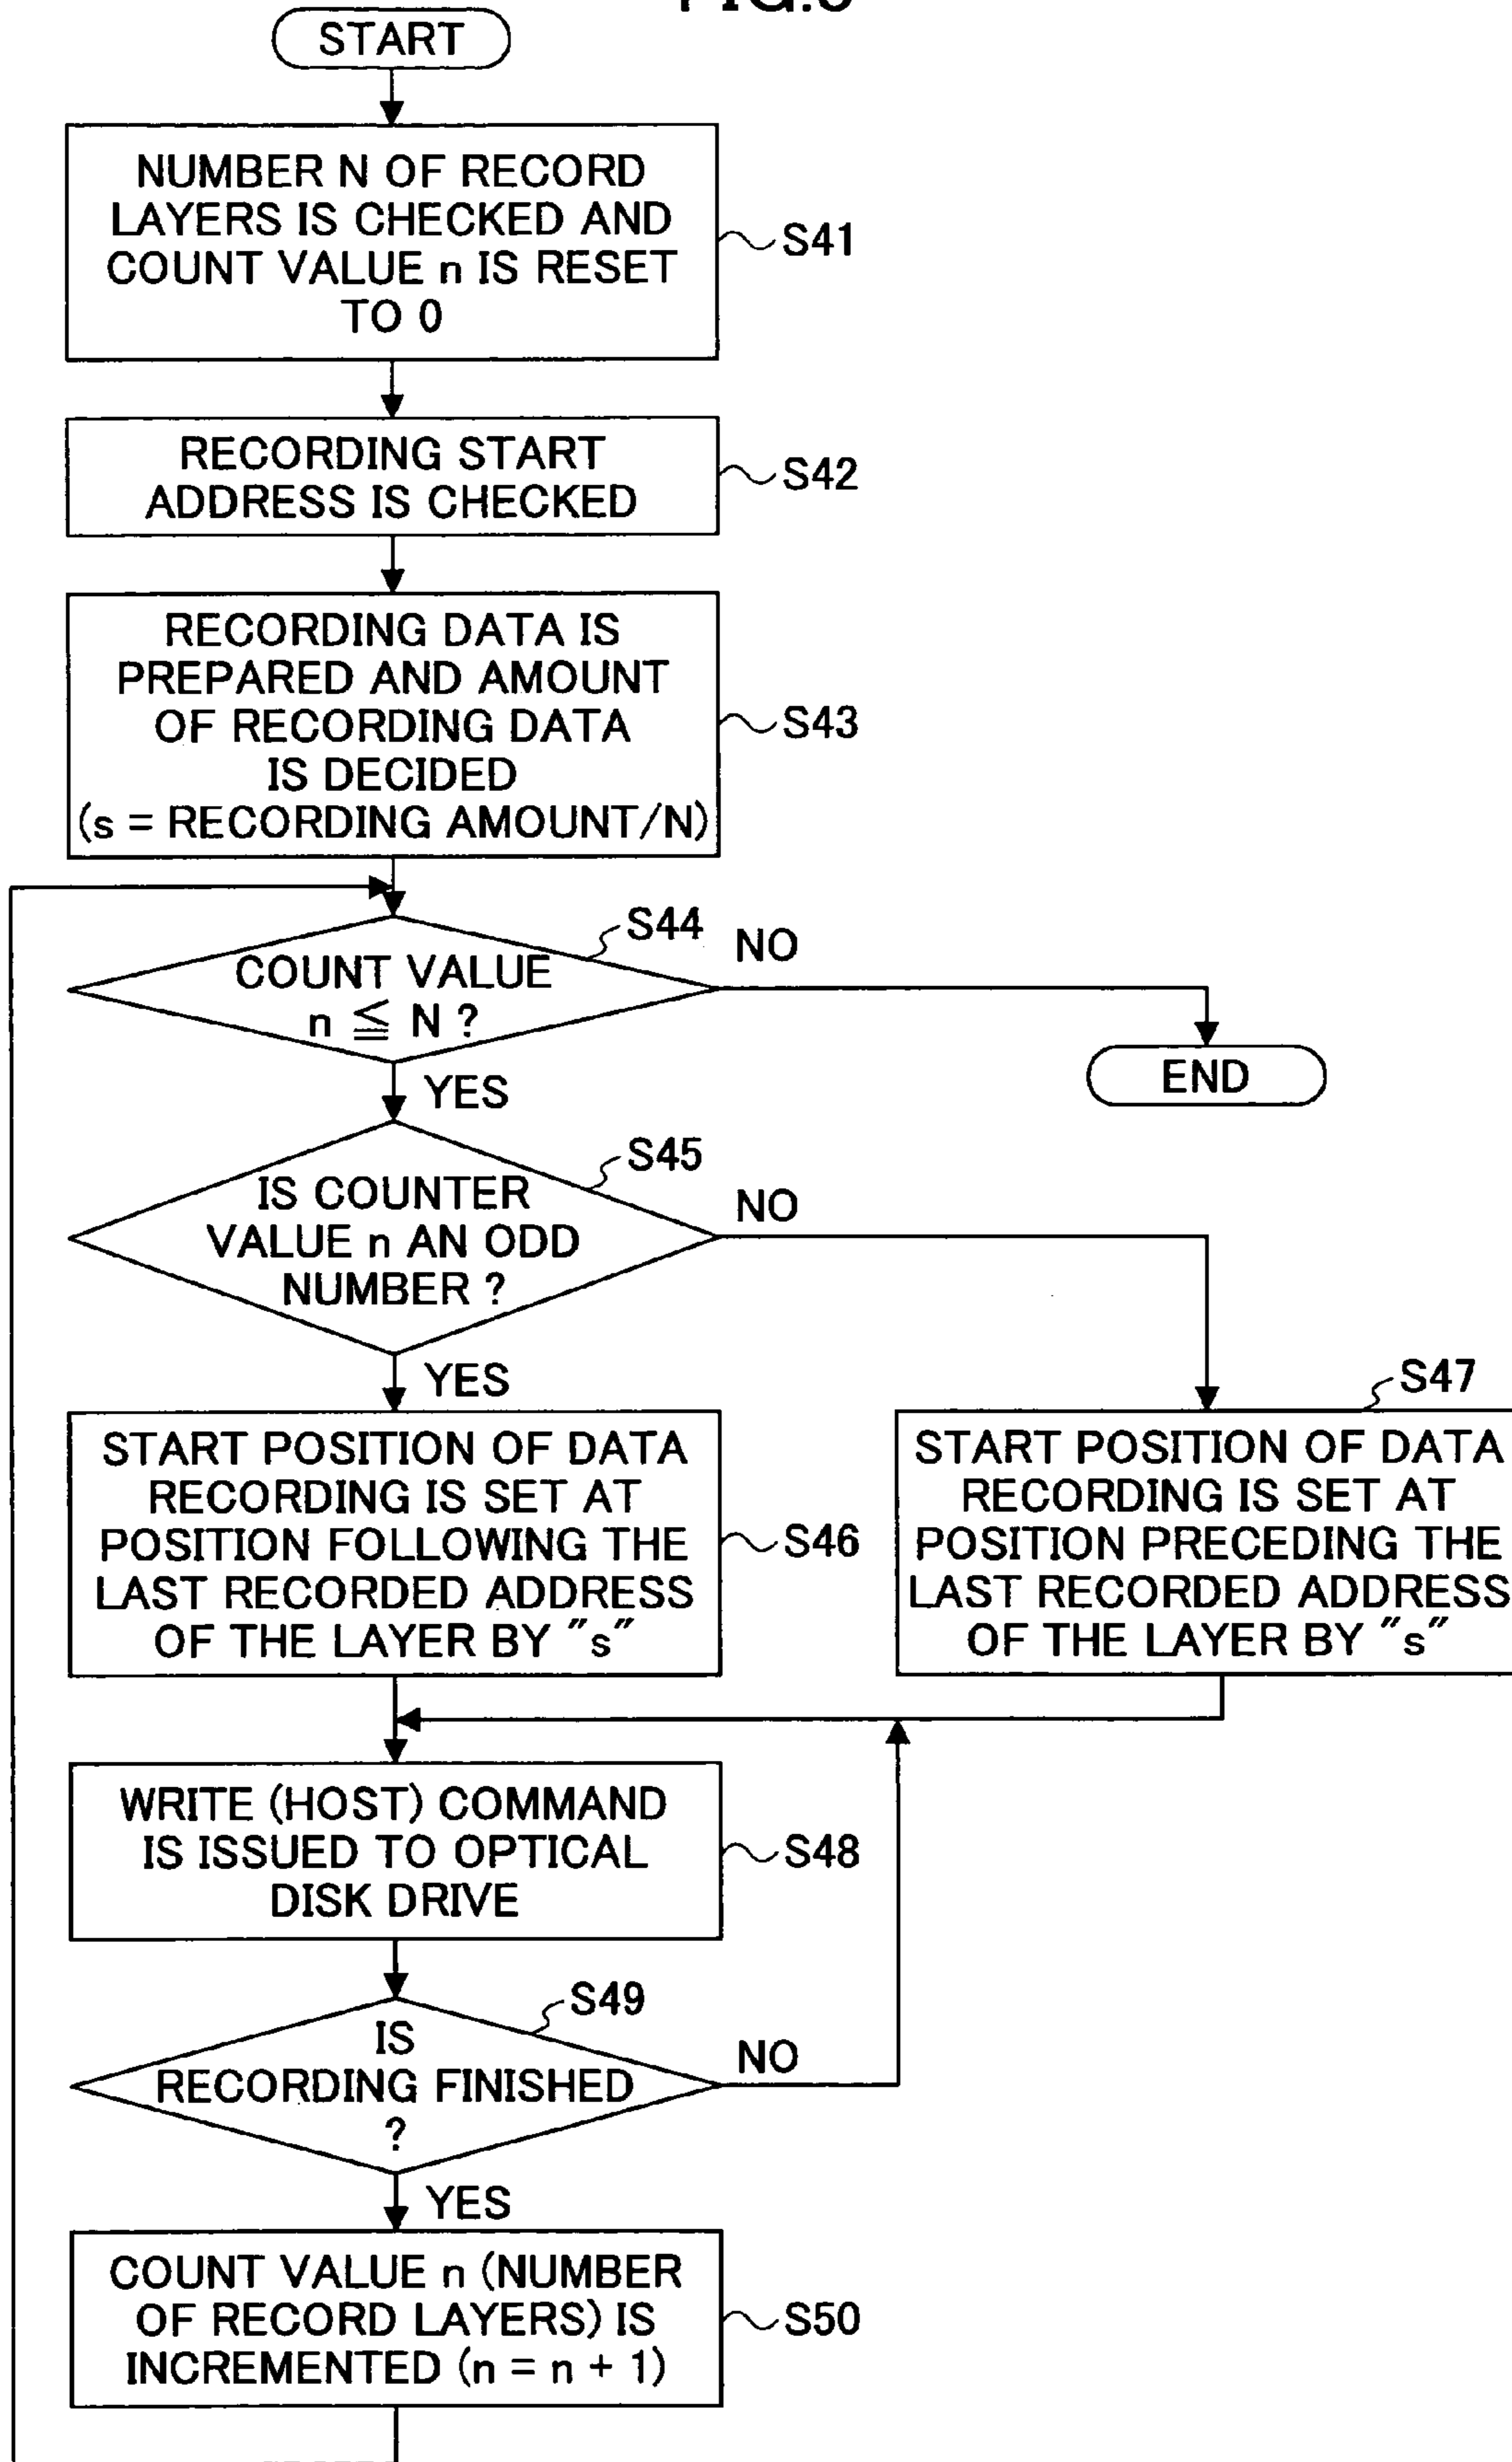 START
NUMBER N OF RECORD
LAYERS IS CHECKED AND
COUNT VALUE n IS RESET
TO 0
S41
RECORDING START
ADDRESS IS CHECKED
S42
RECORDING DATA IS
PREPARED AND AMOUNT
OF RECORDING DATA
IS DECIDED
(s = RECORDING AMOUNT/N)
S43
S44
COUNT VALUE
n ≦ N ?
NO
END
YES
S45
IS COUNTER
VALUE n AN ODD
NUMBER ?
NO
YES
START POSITION OF DATA
RECORDING IS SET AT
POSITION FOLLOWING THE
LAST RECORDED ADDRESS
OF THE LAYER BY "s"
S46
S47
START POSITION OF DATA
RECORDING IS SET AT
POSITION PRECEDING THE
LAST RECORDED ADDRESS
OF THE LAYER BY "s"
WRITE (HOST) COMMAND
IS ISSUED TO OPTICAL
DISK DRIVE
S48
S49
IS
RECORDING FINISHED
?
NO
YES
COUNT VALUE n (NUMBER
OF RECORD LAYERS) IS
INCREMENTED (n = n + 1)
S50